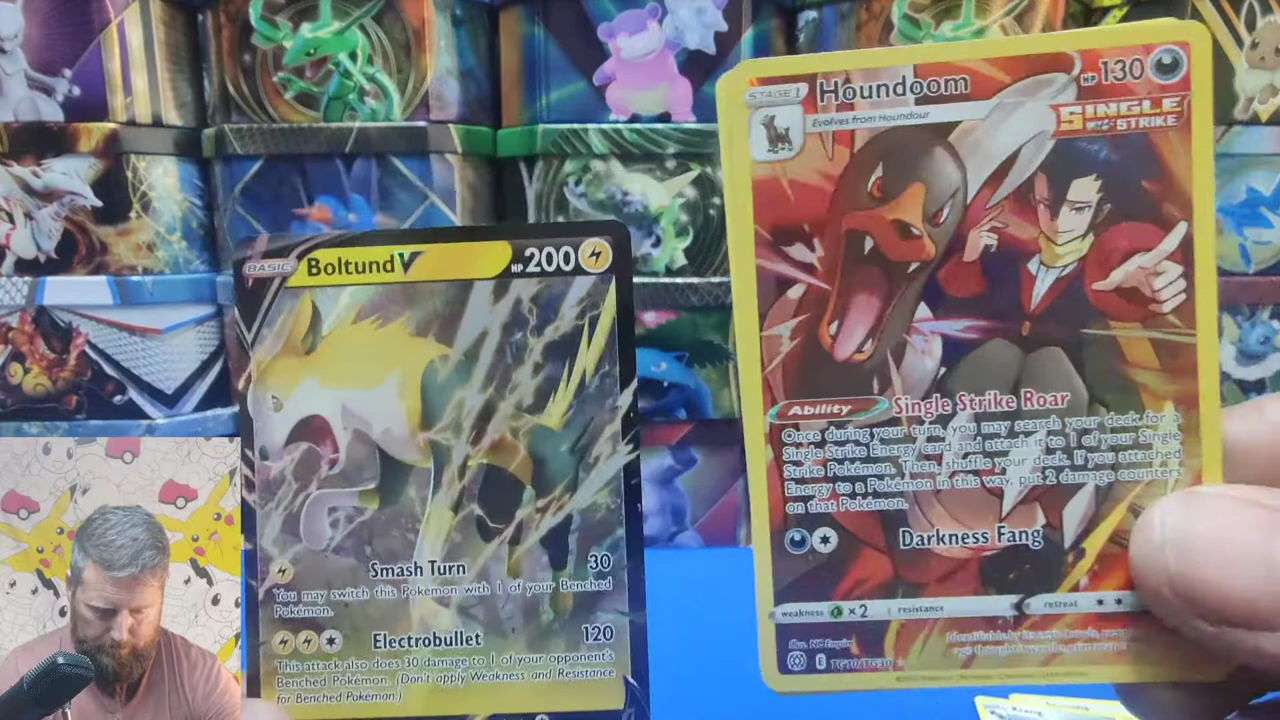 BASIC
Boltund V
HP 200
Smash Turn 30
You may switch this Pokémon with 1 of your Benched
Pokémon.
Electrobullet 120
This attack also does 30 damage to 1 of your opponent's
Benched Pokémon. (Don't apply Weakness and Resistance
for Benched Pokémon.)
STAGE 1
Houndoom
HP 130
Evolves from Houndour
SINGLE
STRIKE
Ability Single Strike Roar
Once during your turn, you may search your deck for a
Single Strike Energy card and attach it to 1 of your Single
Strike Pokémon. Then, shuffle your deck. If you attached
Energy to a Pokémon in this way, put 2 damage counters
on that Pokémon.
Darkness Fang
weakness ×2 resistance retreat
Illus. NC Empire
E TG10/TG30